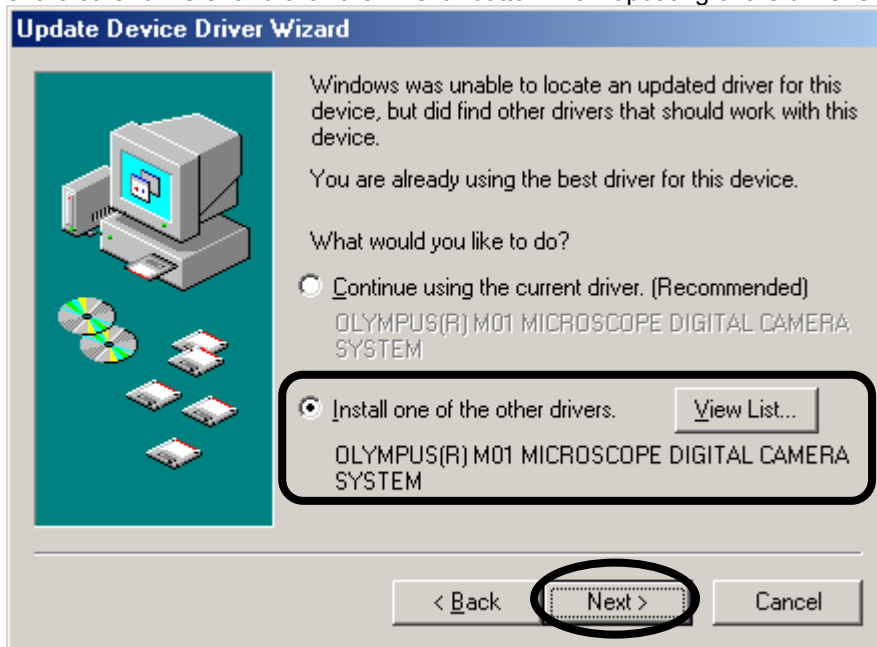 Update Device Driver Wizard
Windows was unable to locate an updated driver for this
device, but did find other drivers that should work with this
device.
You are already using the best driver for this device.
What would you like to do?
Continue using the current driver. (Recommended)
OLYMPUS(R) M01 MICROSCOPE DIGITAL CAMERA
SYSTEM
Install one of the other drivers.
View List...
OLYMPUS(R) M01 MICROSCOPE DIGITAL CAMERA
SYSTEM
< Back
Next >
Cancel